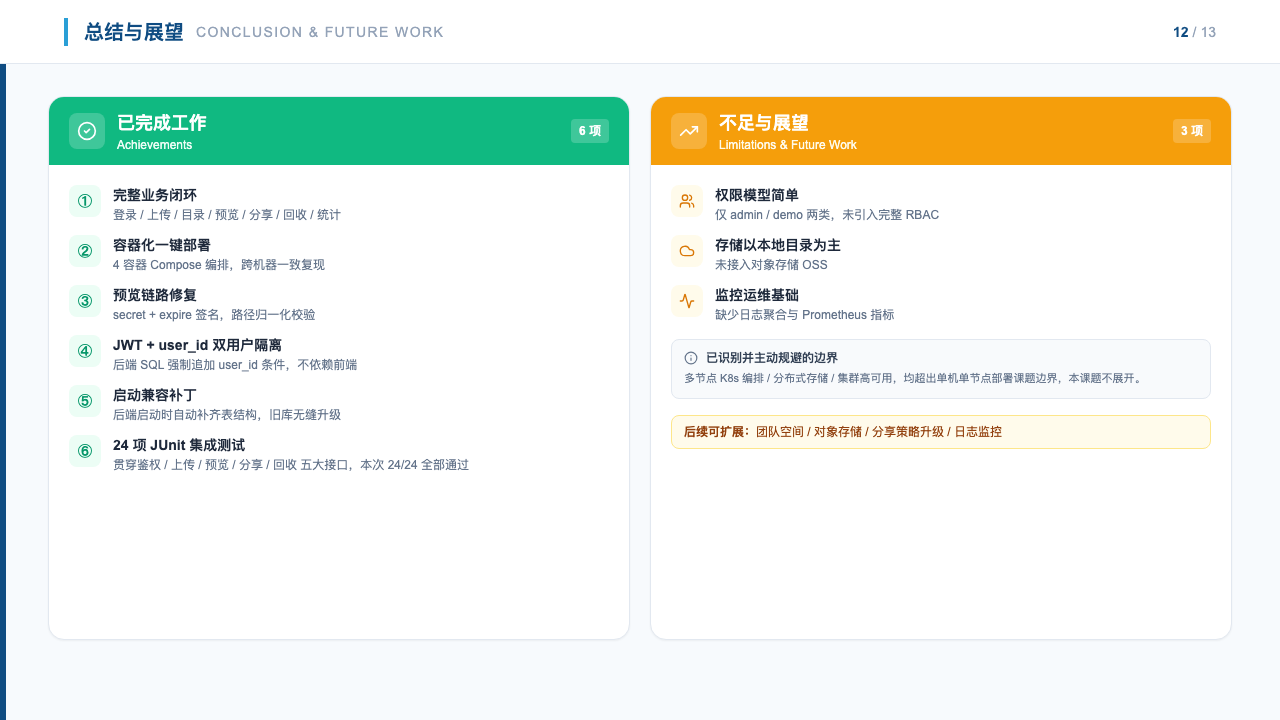 总结与展望 CONCLUSION & FUTURE WORK
12 / 13
已完成工作
Achievements
6 项
① 完整业务闭环
登录 / 上传 / 目录 / 预览 / 分享 / 回收 / 统计
② 容器化一键部署
4 容器 Compose 编排，跨机器一致复现
③ 预览链路修复
secret + expire 签名，路径归一化校验
④ JWT + user_id 双用户隔离
后端 SQL 强制追加 user_id 条件，不依赖前端
⑤ 启动兼容补丁
后端启动时自动补齐表结构，旧库无缝升级
⑥ 24 项 JUnit 集成测试
贯穿鉴权 / 上传 / 预览 / 分享 / 回收 五大接口，本次 24/24 全部通过
不足与展望
Limitations & Future Work
3 项
权限模型简单
仅 admin / demo 两类，未引入完整 RBAC
存储以本地目录为主
未接入对象存储 OSS
监控运维基础
缺少日志聚合与 Prometheus 指标
已识别并主动规避的边界
多节点 K8s 编排 / 分布式存储 / 集群高可用，均超出单机单节点部署课题边界，本课题不展开。
后续可扩展：团队空间 / 对象存储 / 分享策略升级 / 日志监控